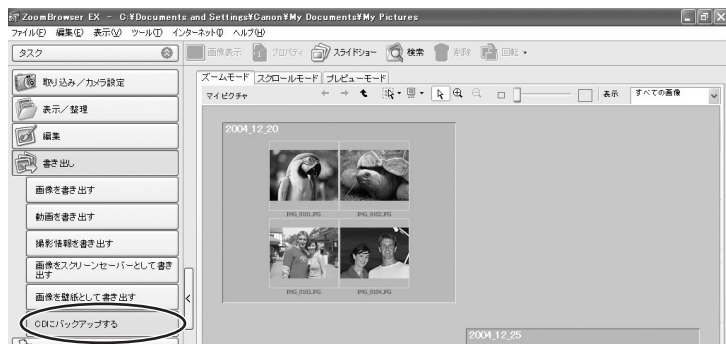 ZoomBrowser EX - C:¥Documents and Settings¥Canon¥My Documents¥My Pictures
ファイル(F) 編集(E) 表示(V) ツール(T) インターネット(I) ヘルプ(H)
タスク
画像表示 プロパティ スライドショー 検索 削除 回転
取り込み/カメラ設定
表示/整理
編集
書き出し
画像を書き出す
動画を書き出す
撮影情報を書き出す
画像をスクリーンセーバーとして書き
出す
画像を壁紙として書き出す
CDにバックアップする
ズームモード スクロールモード プレビューモード
マイ ピクチャ 表示 すべての画像
2004_12_20
IMG_0101.JPG IMG_0102.JPG
IMG_0103.JPG IMG_0104.JPG
2004_12_25